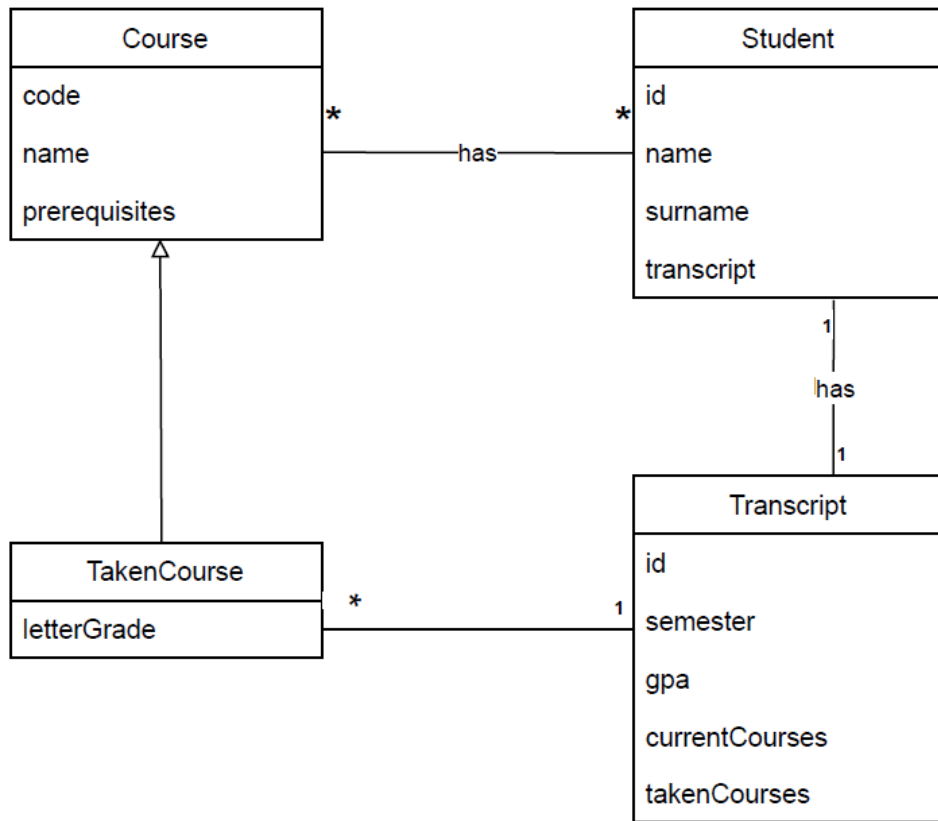 Course
code
name
prerequisites
*
has
*
Student
id
name
surname
transcript
1
has
1
TakenCourse
letterGrade
*
1
Transcript
id
semester
gpa
currentCourses
takenCourses